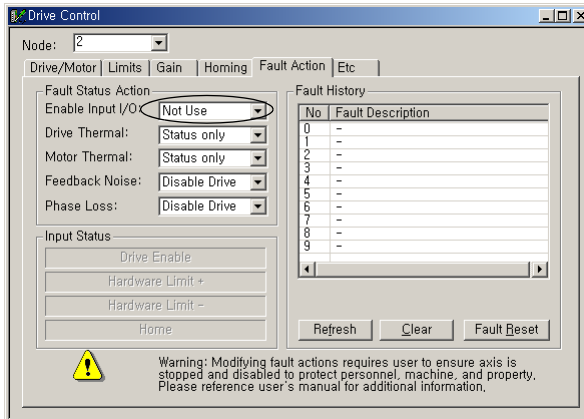 Drive Control
Node: 2
Drive/Motor Limits Gain Homing Fault Action Etc
Fault Status Action
Enable Input I/O: Not Use
Drive Thermal: Status only
Motor Thermal: Status only
Feedback Noise: Disable Drive
Phase Loss: Disable Drive
Input Status
Drive Enable
Hardware Limit +
Hardware Limit -
Home
Fault History
No Fault Description
0 -
1 -
2 -
3 -
4 -
5 -
6 -
7 -
8 -
9 -
Refresh Clear Fault Reset
Warning: Modifying fault actions requires user to ensure axis is
stopped and disabled to protect personnel, machine, and property.
Please reference user's manual for additional information.